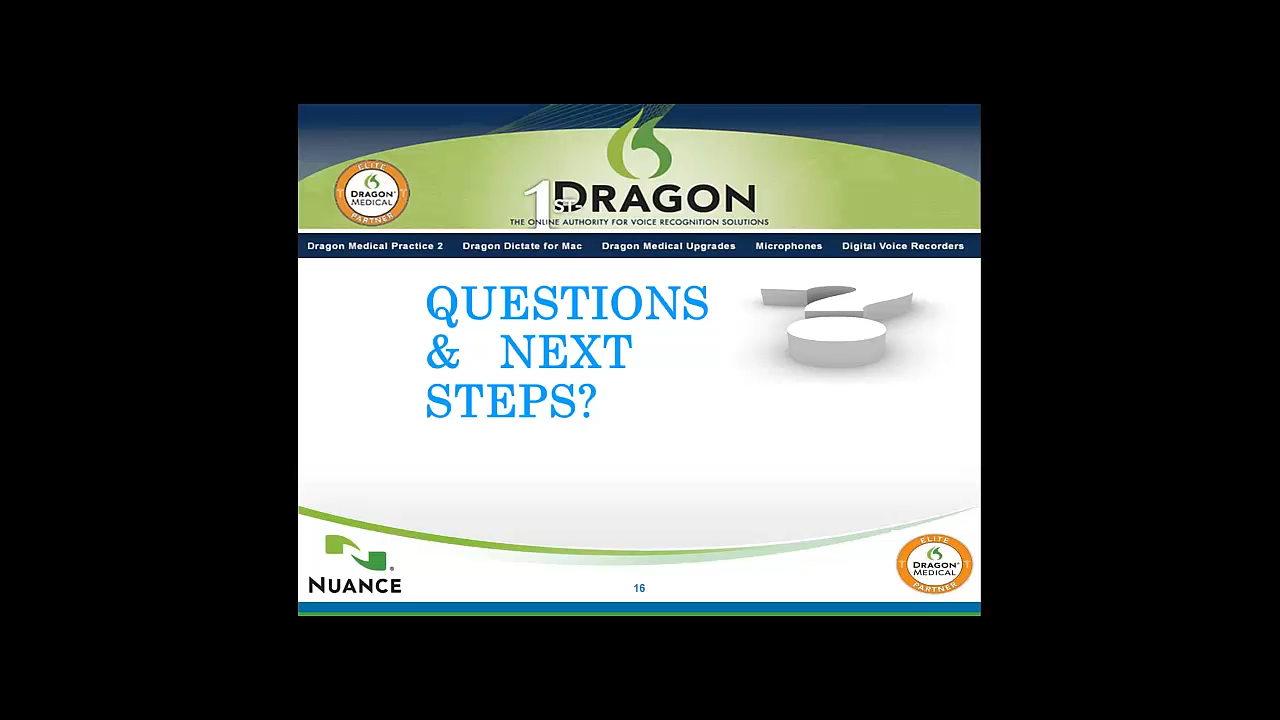 ELITE
DRAGON
MEDICAL
PARTNER
1ST- DRAGON
THE ONLINE AUTHORITY FOR VOICE RECOGNITION SOLUTIONS
Dragon Medical Practice 2 Dragon Dictate for Mac Dragon Medical Upgrades Microphones Digital Voice Recorders
QUESTIONS
& NEXT
STEPS?
NUANCE
16
ELITE
DRAGON
MEDICAL
PARTNER